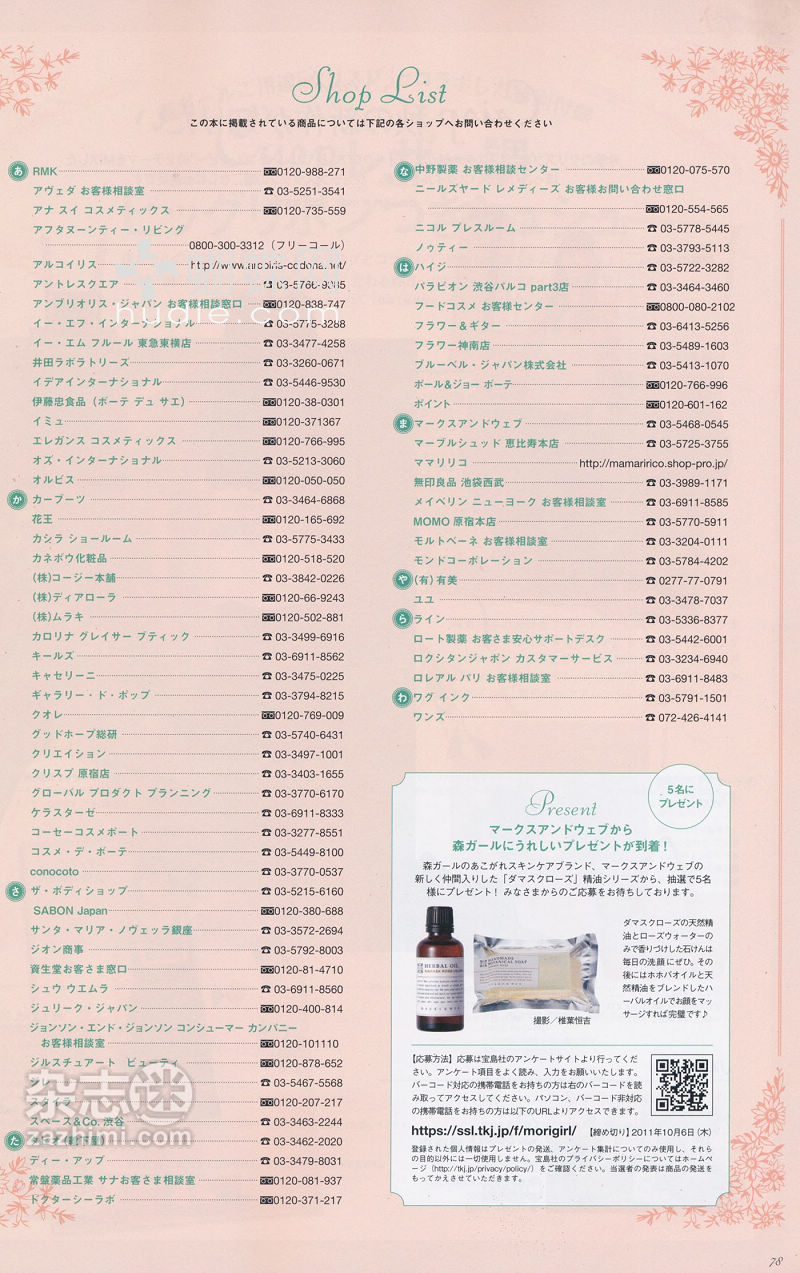 Shop List
この本に掲載されている商品については下記の各ショップへお問い合わせください
あ RMK 0120-988-271
アヴェダ お客様相談室 ☎ 03-5251-3541
アナ スイ コスメティックス 0120-735-559
アフタヌーンティー・リビング
0800-300-3312（フリーコール）
アルコイリス
アントレスクエア
アンブリオリス・ジャパン お客様相談窓口 0120-838-747
イー・エフ・インターナショナル ☎ 03-5775-3288
イー・エム フルール 東急東横店 ☎ 03-3477-4258
井田ラボラトリーズ ☎ 03-3260-0671
イデアインターナショナル ☎ 03-5446-9530
伊藤忠食品（ボーテ デュ サエ） 0120-38-0301
イミュ 0120-371367
エレガンス コスメティックス 0120-766-995
オズ・インターナショナル ☎ 03-5213-3060
オルビス 0120-050-050
か カーブーツ ☎ 03-3464-6868
花王 0120-165-692
カシラ ショールーム ☎ 03-5775-3433
カネボウ化粧品 0120-518-520
(株)コージー本舗 ☎ 03-3842-0226
(株)ディアローラ 0120-66-9243
(株)ムラキ 0120-502-881
カロリナ グレイサー ブティック ☎ 03-3499-6916
キールズ ☎ 03-6911-8562
キャセリーニ ☎ 03-3475-0225
ギャラリー・ド・ポップ ☎ 03-3794-8215
クオレ 0120-769-009
グッドホープ総研 ☎ 03-5740-6431
クリエイション ☎ 03-3497-1001
クリスプ 原宿店 ☎ 03-3403-1655
グローバル プロダクト プランニング ☎ 03-3770-6170
ケラスターゼ ☎ 03-6911-8333
コーセーコスメポート ☎ 03-3277-8551
コスメ・デ・ボーテ ☎ 03-5449-8100
conocoto ☎ 03-3770-0537
さ ザ・ボディショップ ☎ 03-5215-6160
SABON Japan 0120-380-688
サンタ・マリア・ノヴェッラ銀座 ☎ 03-3572-2694
ジオン商事 ☎ 03-5792-8003
資生堂お客さま窓口 0120-81-4710
シュウ ウエムラ ☎ 03-6911-8560
ジュリーク・ジャパン 0120-400-814
ジョンソン・エンド・ジョンソン コンシューマー カンパニー
お客様相談室 0120-101110
ジルスチュアート ビューティ 0120-878-652
☎ 03-5467-5568
スタイラ 0120-207-217
スペース＆Co. 渋谷 ☎ 03-3463-2244
た ☎ 03-3462-2020
ディー・アップ ☎ 03-3479-8031
常盤薬品工業 サナお客さま相談室 0120-081-937
ドクターシーラボ 0120-371-217
な 中野製薬 お客様相談センター 0120-075-570
ニールズヤード レメディーズ お客様お問い合わせ窓口
0120-554-565
ニコル プレスルーム ☎ 03-5778-5445
ノゥティー ☎ 03-3793-5113
は ハイジ ☎ 03-5722-3282
パラビオン 渋谷パルコ part3店 ☎ 03-3464-3460
フードコスメ お客様センター 0800-080-2102
フラワー＆ギター ☎ 03-6413-5256
フラワー神南店 ☎ 03-5489-1603
ブルーベル・ジャパン株式会社 ☎ 03-5413-1070
ポール＆ジョー ボーテ 0120-766-996
ポイント 0120-601-162
ま マークスアンドウェブ ☎ 03-5468-0545
マーブルシュッド 恵比寿本店 ☎ 03-5725-3755
ママリリコ http://mamaririco.shop-pro.jp/
無印良品 池袋西武 ☎ 03-3989-1171
メイベリン ニューヨーク お客様相談室 ☎ 03-6911-8585
MOMO 原宿本店 ☎ 03-5770-5911
モルトベーネ お客様相談室 ☎ 03-3204-0111
モンドコーポレーション ☎ 03-5784-4202
や (有)有美 ☎ 0277-77-0791
ユユ ☎ 03-3478-7037
ら ライン ☎ 03-5336-8377
ロート製薬 お客さま安心サポートデスク ☎ 03-5442-6001
ロクシタンジャポン カスタマーサービス ☎ 03-3234-6940
ロレアル パリ お客様相談室 ☎ 03-6911-8483
わ ワグ インク ☎ 03-5791-1501
ワンズ ☎ 072-426-4141
5名に
プレゼント
Present
マークスアンドウェブから
森ガールにうれしいプレゼントが到着！
森ガールのあこがれスキンケアブランド、マークスアンドウェブの
新しく仲間入りした「ダマスクローズ」精油シリーズから、抽選で5名
様にプレゼント！ みなさまからのご応募をお待ちしております。
ダマスクローズの天然精
油とローズウォーターの
みで香りづけした石けんは
毎日の洗顔にぜひ。その
後にはホホバオイルと天
然精油をブレンドしたハ
ーバルオイルでお顔をマッ
サージすれば完璧です♪
HERBAL OIL
撮影／椎葉恒吉
【応募方法】応募は宝島社のアンケートサイトより行ってくだ
さい。アンケート項目をよく読み、入力をお願いいたします。
バーコード対応の携帯電話をお持ちの方は右のバーコードを読
み取ってアクセスしてください。パソコン、バーコード非対応
の携帯電話をお持ちの方は以下のURLよりアクセスできます。
https://ssl.tkj.jp/f/morigirl/ 【締め切り】2011年10月6日（木）
登録された個人情報はプレゼントの発送、アンケート集計についてのみ使用し、それら
の目的以外には一切使用しません。宝島社のプライバシーポリシーについてはホームペ
ージ（http://tkj.jp/privacy/policy/）をご確認ください。当選者の発表は商品の発送を
もってかえさせていただきます。
huole.com
杂志迷
zazhimi.com
78